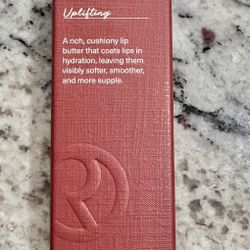 Uplifting
A rich, cushiony lip
butter that coats lips in
hydration, leaving them
visibly softer, smoother,
and more supple.
R